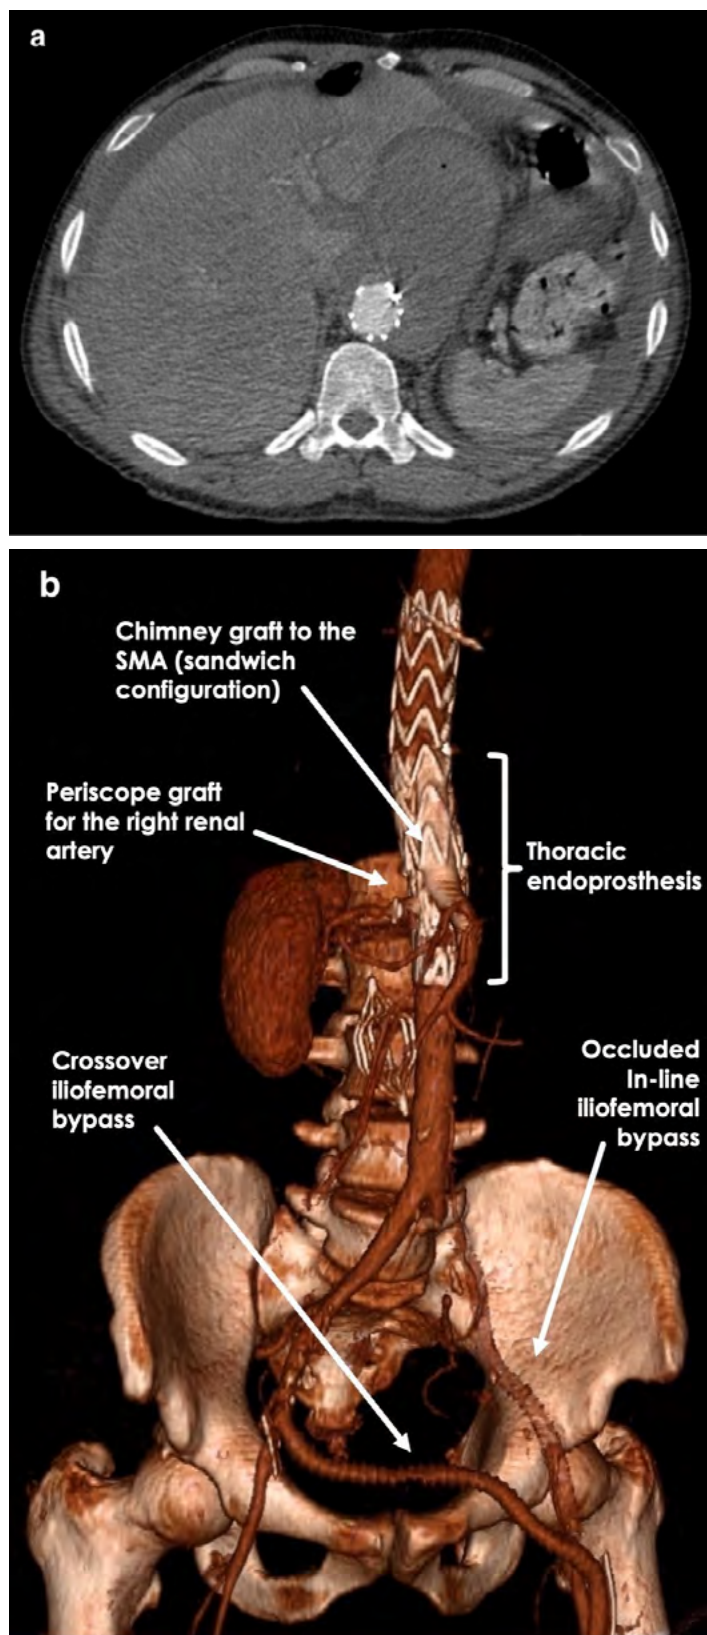 a
b
Chimney graft to the
SMA (sandwich
configuration)
Periscope graft
for the right renal
artery
Thoracic
endoprosthesis
Crossover
iliofemoral
bypass
Occluded
In-line
iliofemoral
bypass